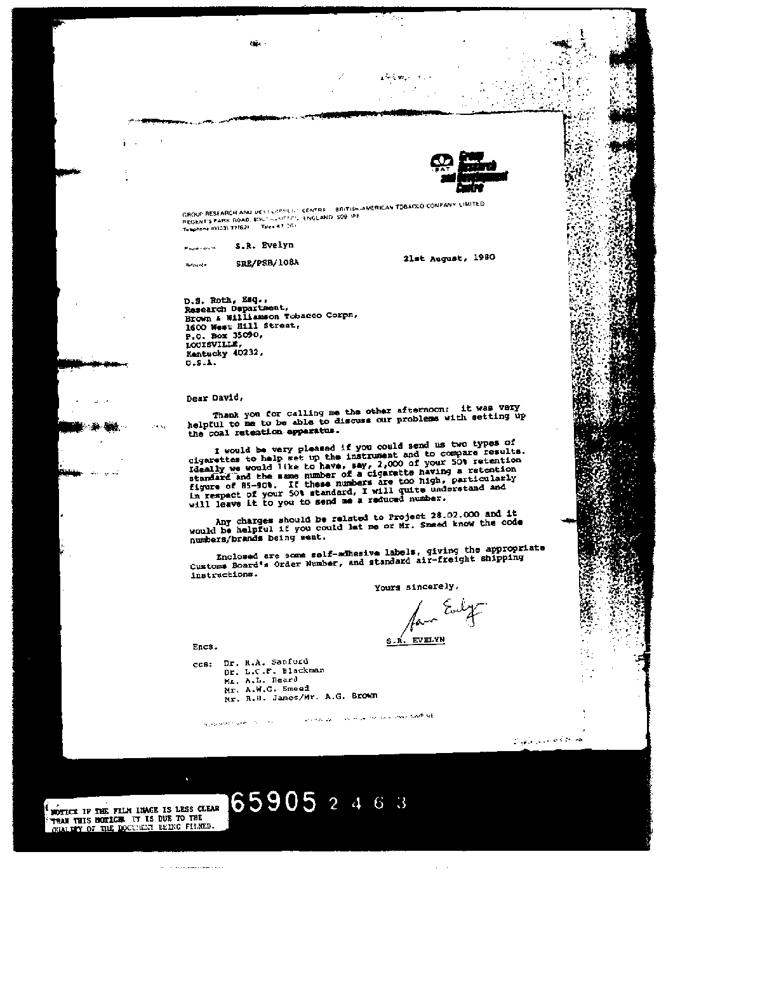 BAT
Group
Research
and Development
Centre
GROUP RESEARCH AND DEVELOPMENT CENTRE BRITISH-AMERICAN TOBACCO COMPANY LIMITED
REGENT'S PARK ROAD, ENGLAND
Telephone Telex
S.R. Evelyn
SRE/PSB/108A
21st August, 1980
D.S. Roth, Esq.,
Research Department,
Brown & Williamson Tobacco Corpn,
1600 West Hill Street,
P.O. Box 35090,
LOUISVILLE,
Kentucky 40232,
U.S.A.
Dear David,
Thank you for calling me the other afternoon: it was very
helpful to me to be able to discuss our problems with setting up
the coal retention apparatus.
I would be very pleased if you could send us two types of
cigarettes to help set up the instrument and to compare results.
Ideally we would like to have, say, 2,000 of your 50% retention
standard and the same number of a cigarette having a retention
figure of 85-90%. If these numbers are too high, particularly
in respect of your 50% standard, I will quite understand and
will leave it to you to send me a reduced number.
Any charges should be related to Project 28.02.000 and it
would be helpful if you could let me or Mr. Smeed know the code
numbers/brands being sent.
Enclosed are some self-adhesive labels, giving the appropriate
Customs Board's Order Number, and standard air-freight shipping
instructions.
Yours sincerely,
S.R. EVELYN
Encs.
ccs: Dr. R.A. Sanford
Dr. L.C.F. Blackman
Mr. A.L. Heard
Mr. A.W.C. Smeed
Mr. R.H. James/Mr. A.G. Brown
NOTICE IF THE FILM IMAGE IS LESS CLEAR
THAN THIS NOTICE IT IS DUE TO THE
QUALITY OF THE DOCUMENT BEING FILMED.
65905 2463